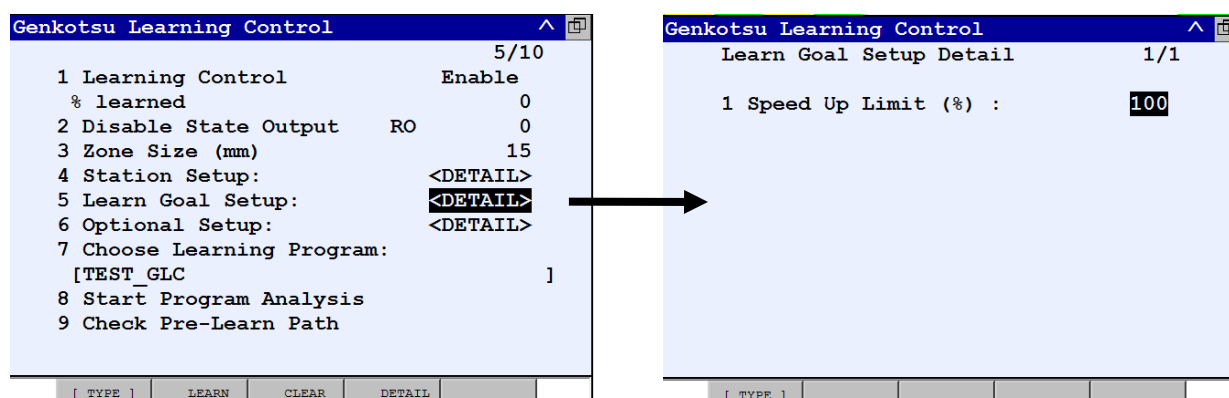 Genkotsu Learning Control ^
5/10
1 Learning Control Enable
% learned 0
2 Disable State Output RO 0
3 Zone Size (mm) 15
4 Station Setup: <DETAIL>
5 Learn Goal Setup: <DETAIL>
6 Optional Setup: <DETAIL>
7 Choose Learning Program:
[TEST_GLC ]
8 Start Program Analysis
9 Check Pre-Learn Path
[ TYPE ] LEARN CLEAR DETAIL
Genkotsu Learning Control ^
Learn Goal Setup Detail 1/1
1 Speed Up Limit (%) : 100
[ TYPE ]